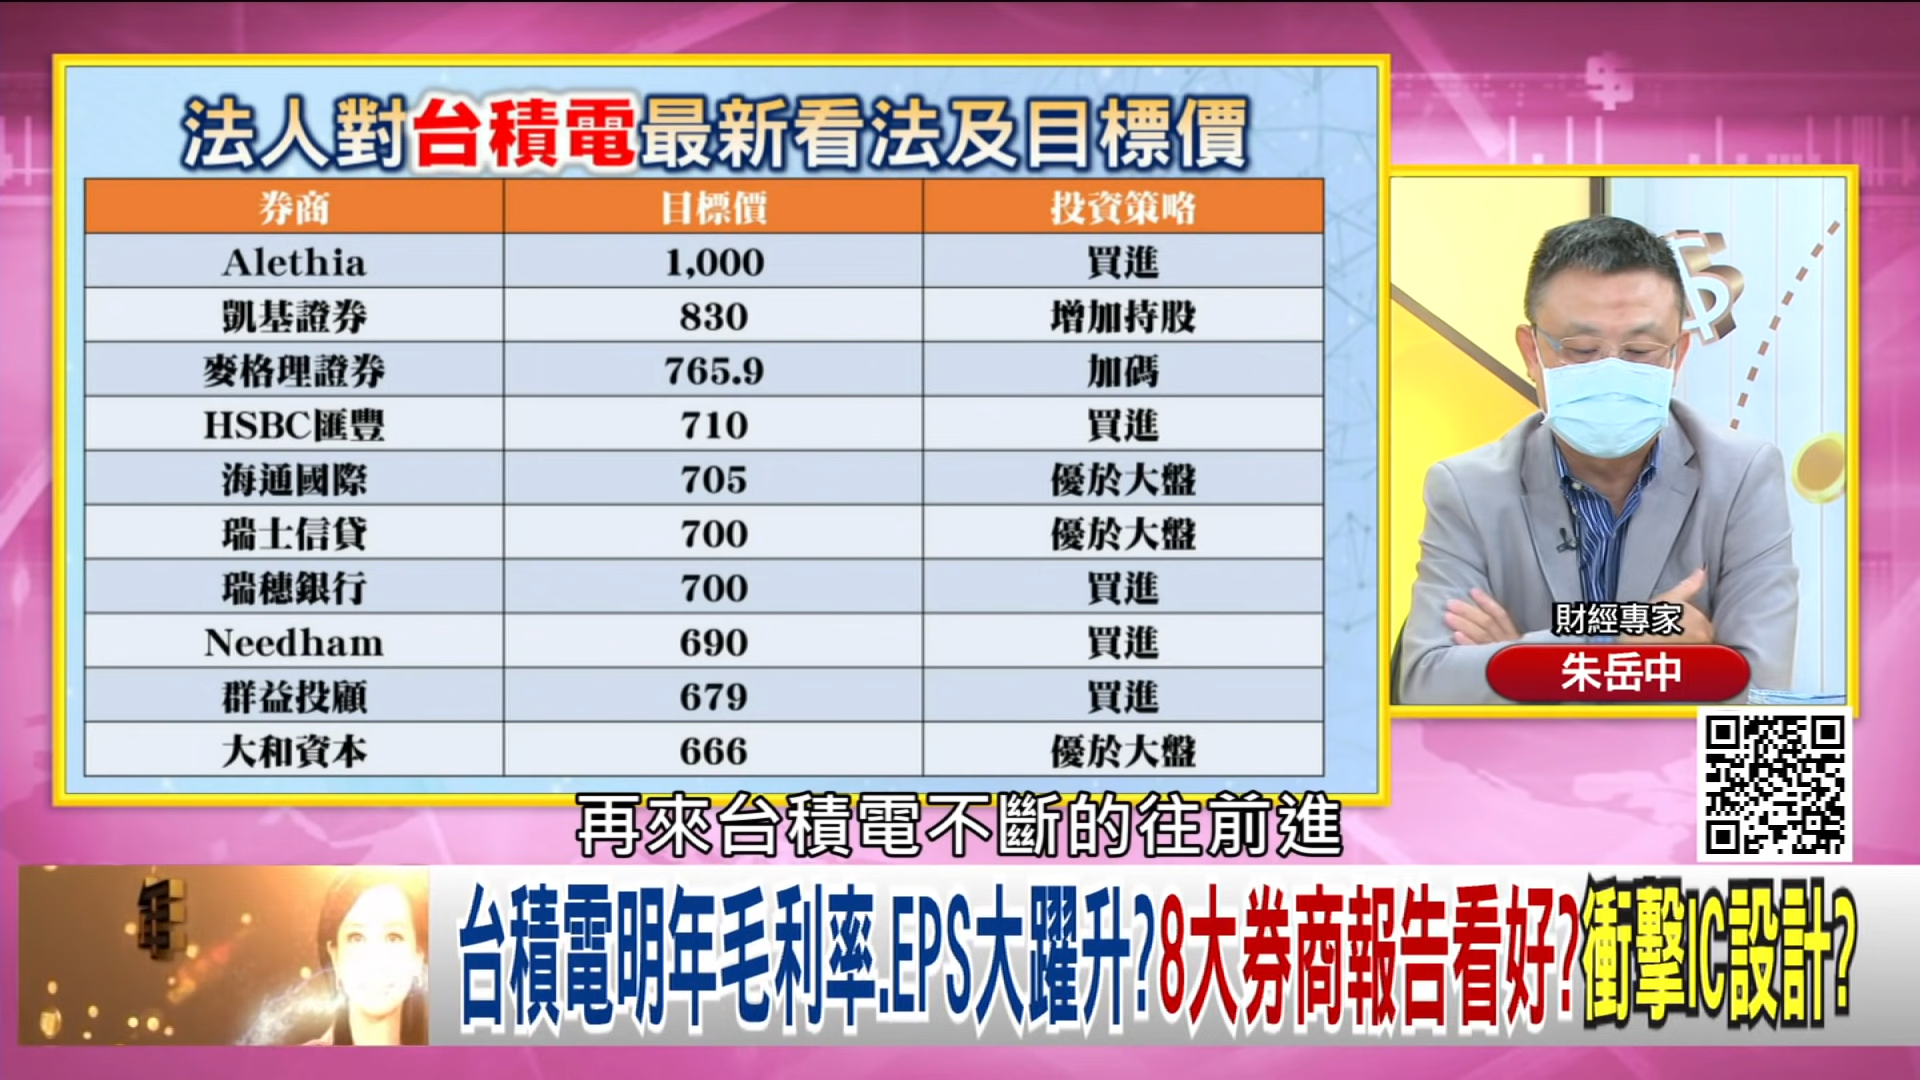 法人對台積電最新看法及目標價
券商 目標價 投資策略
Alethia 1,000 買進
凱基證券 830 增加持股
麥格理證券 765.9 加碼
HSBC匯豐 710 買進
海通國際 705 優於大盤
瑞士信貸 700 優於大盤
瑞穗銀行 700 買進
Needham 690 買進
群益投顧 679 買進
大和資本 666 優於大盤
財經專家
朱岳中
再來台積電不斷的往前進
台積電明年毛利率.EPS大躍升?8大券商報告看好?衝擊IC設計?